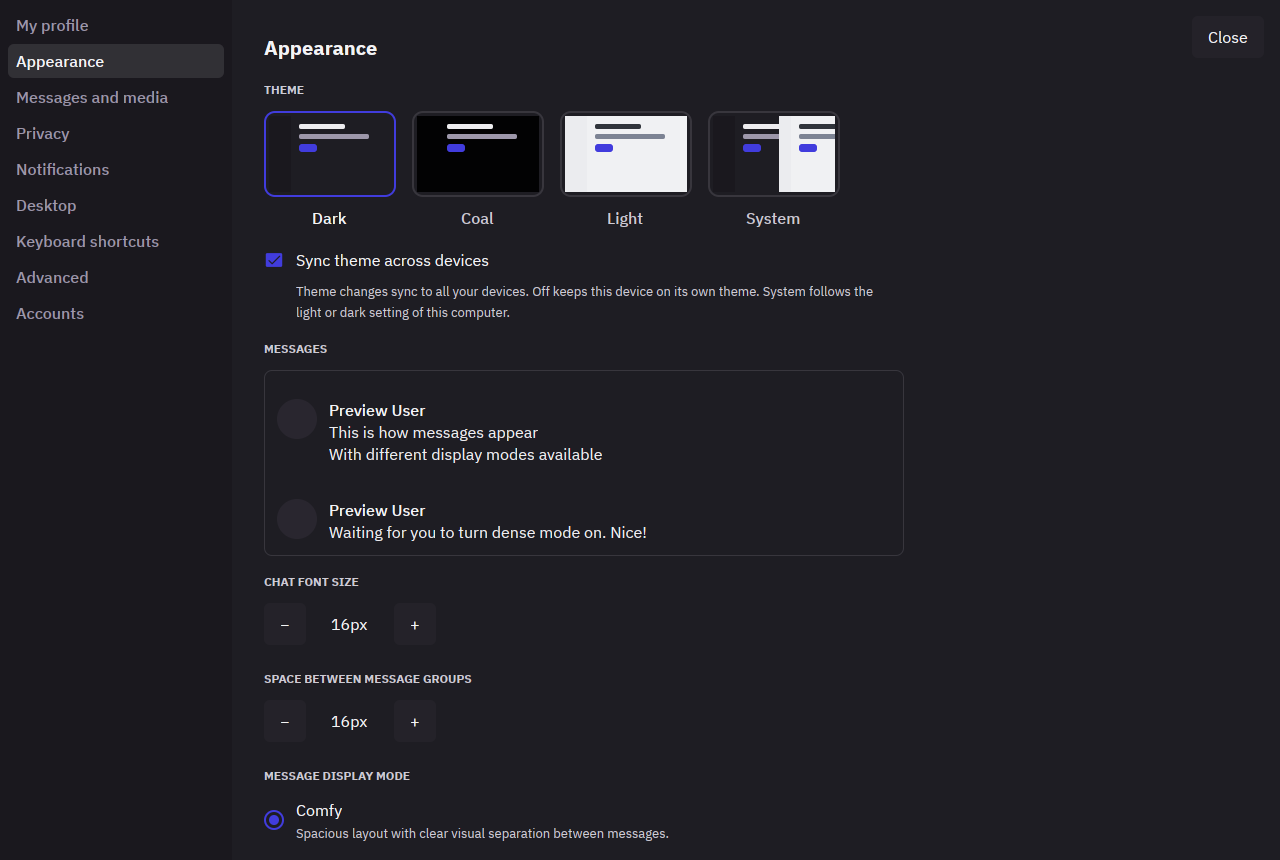 My profile
Appearance
Messages and media
Privacy
Notifications
Desktop
Keyboard shortcuts
Advanced
Accounts
Close
Appearance
THEME
Dark
Coal
Light
System
Sync theme across devices
Theme changes sync to all your devices. Off keeps this device on its own theme. System follows the
light or dark setting of this computer.
MESSAGES
Preview User
This is how messages appear
With different display modes available
Preview User
Waiting for you to turn dense mode on. Nice!
CHAT FONT SIZE
− 16px +
SPACE BETWEEN MESSAGE GROUPS
− 16px +
MESSAGE DISPLAY MODE
Comfy
Spacious layout with clear visual separation between messages.